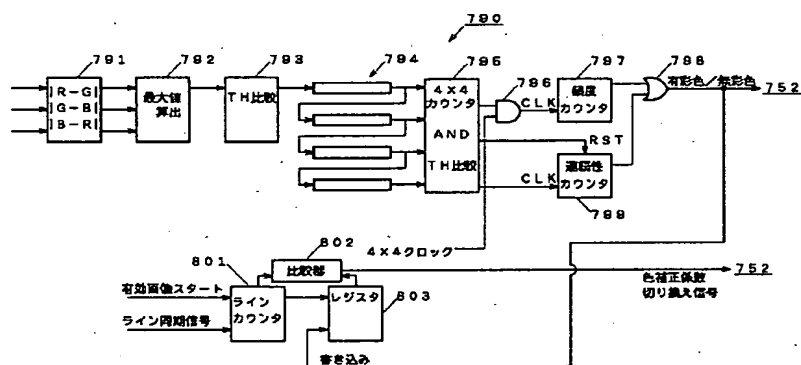 790
791
792
793
794
795
796
797
798
|R-G|
|G-B|
|B-R|
最大値
算出
TH比較
4×4
カウンタ
AND
TH比較
CLK
頻度
カウンタ
有彩色/無彩色
752
RST
CLK
連続性
カウンタ
799
4×4クロック
802
801
比較部
752
色補正係数
切り換え信号
有効画像スタート
ライン
カウンタ
レジスタ
803
ライン同期信号
書き込み